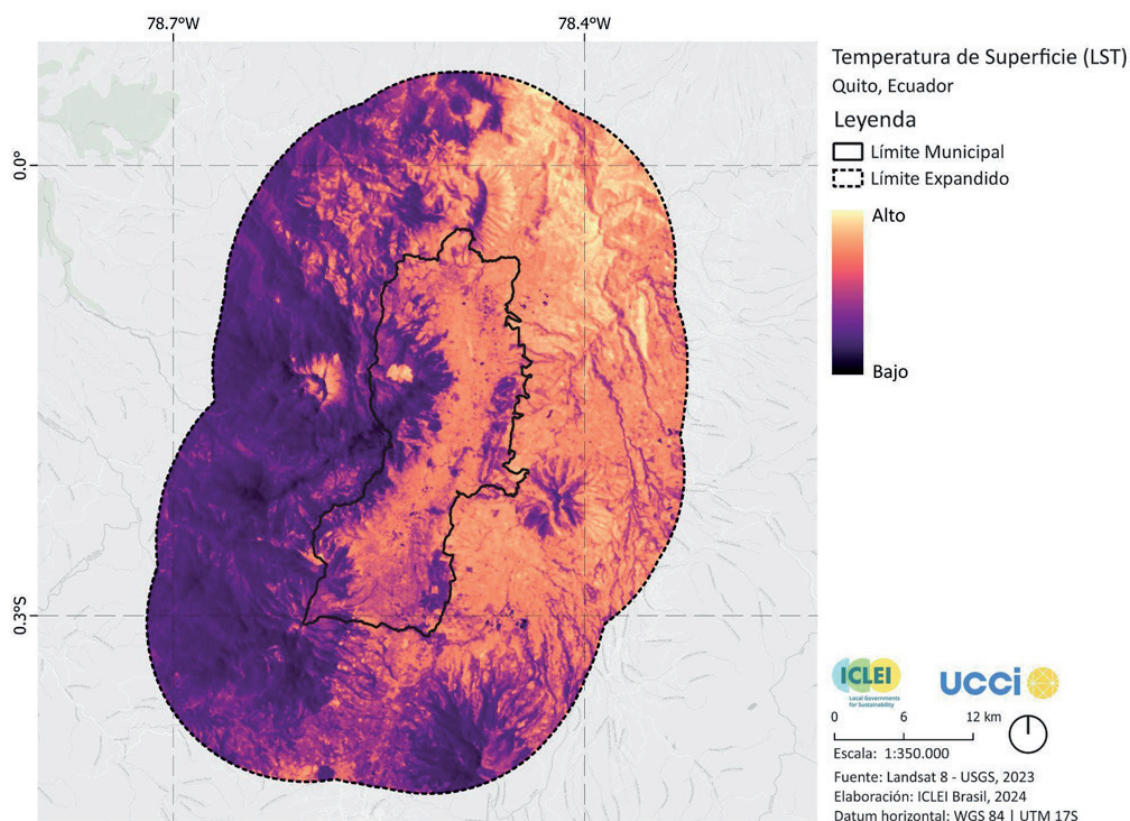 78.7°W
78.4°W
0.0°
0.3°S
Temperatura de Superficie (LST)
Quito, Ecuador
Leyenda
Límite Municipal
Límite Expandido
Alto
Bajo
ICLEI
Local Governments
for Sustainability
UCCi
0 6 12 km
Escala: 1:350.000
Fuente: Landsat 8 - USGS, 2023
Elaboración: ICLEI Brasil, 2024
Datum horizontal: WGS 84 | UTM 17S